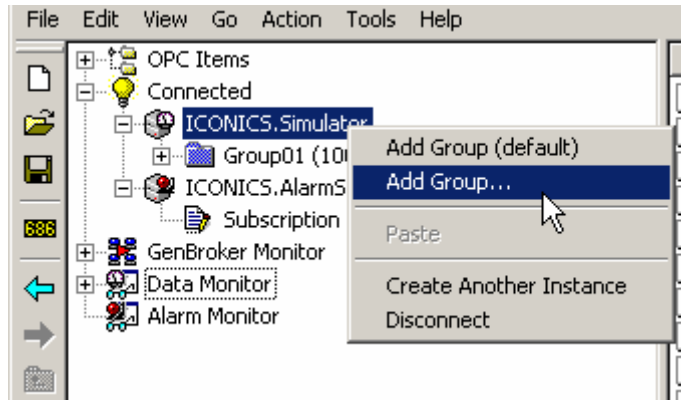 File Edit View Go Action Tools Help
OPC Items
Connected
ICONICS.Simulator
Group01 (10
ICONICS.AlarmS
Subscription
GenBroker Monitor
Data Monitor
Alarm Monitor
686
Add Group (default)
Add Group...
Paste
Create Another Instance
Disconnect